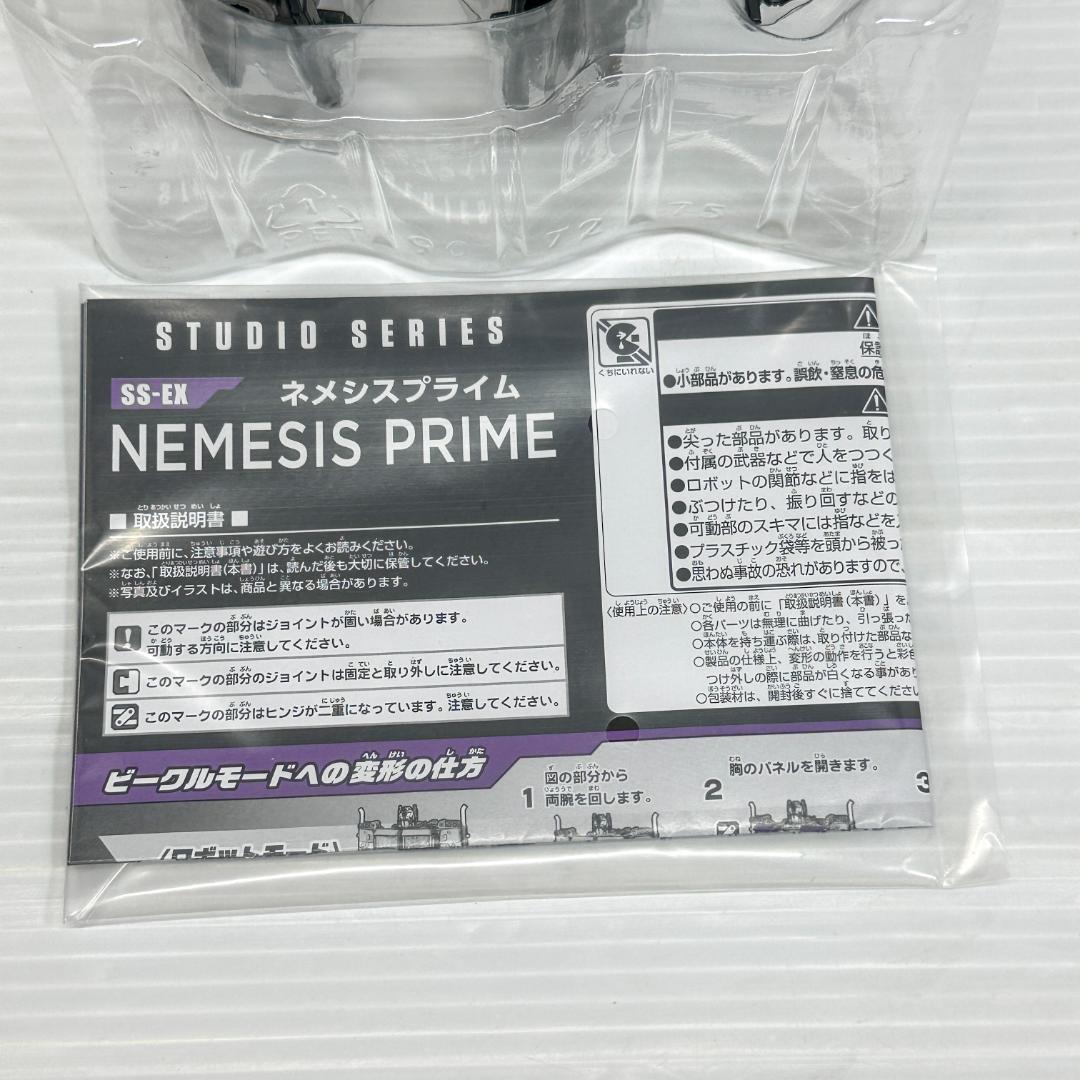 PET SC T2 75
STUDIO SERIES
SS-EX ネメシスプライム
NEMESIS PRIME
■ 取扱説明書 ■
※ご使用前に、注意事項や遊び方をよくお読みください。
※なお、「取扱説明書(本書)」は、読んだ後も大切に保管してください。
※写真及びイラストは、商品と異なる場合があります。
このマークの部分はジョイントが固い場合があります。
可動する方向に注意してください。
このマークの部分のジョイントは固定と取り外しに注意してください。
このマークの部分はヒンジが二重になっています。注意してください。
くちにいれない
保護
●小部品があります。誤飲・窒息の危
●尖った部品があります。取り
●付属の武器などで人をつつく
●ロボットの関節などに指をは
●ぶつけたり、振り回すなどの
●可動部のスキマには指などを入
●プラスチック袋等を頭から被っ
●思わぬ事故の恐れがありますので、
〈使用上の注意〉○ご使用の前に「取扱説明書(本書)」を
○各パーツは無理に曲げたり、引っ張った
○本体を持ち運ぶ際は、取り付けた部品な
○製品の仕様上、変形の動作を行うと彩色
つけ外しの際に部品が白くなる事があり
○包装材は、開封後すぐに捨ててくださ
ビークルモードへの変形の仕方
〈ロボットモード〉
1 図の部分から
両腕を回します。
2 胸のパネルを開きます。
3